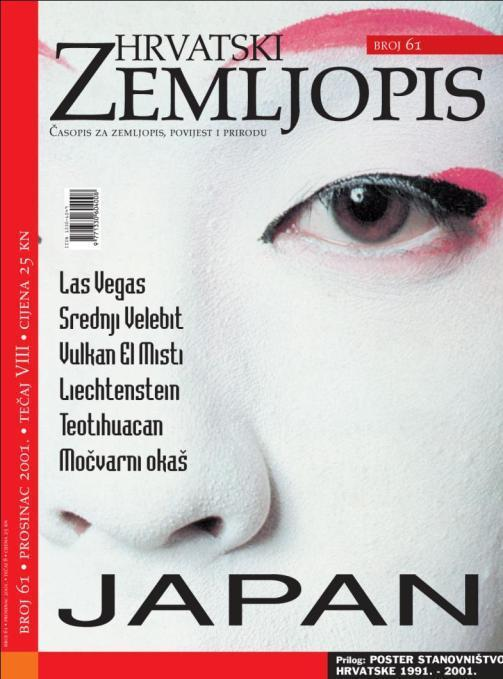 HRVATSKI
ZEMLJOPIS
BROJ 61
ČASOPIS ZA ZEMLJOPIS, POVIJEST I PRIRODU
Las Vegas
Srednji Velebit
Vulkan El Misti
Liechtenstein
Teotihuacan
Močvarni okaš
JAPAN
Prilog: POSTER STANOVNIŠTVO
HRVATSKE 1991. - 2001.
BROJ 61 • PROSINAC 2001. • TEČAJ VIII • CIJENA 25 KN